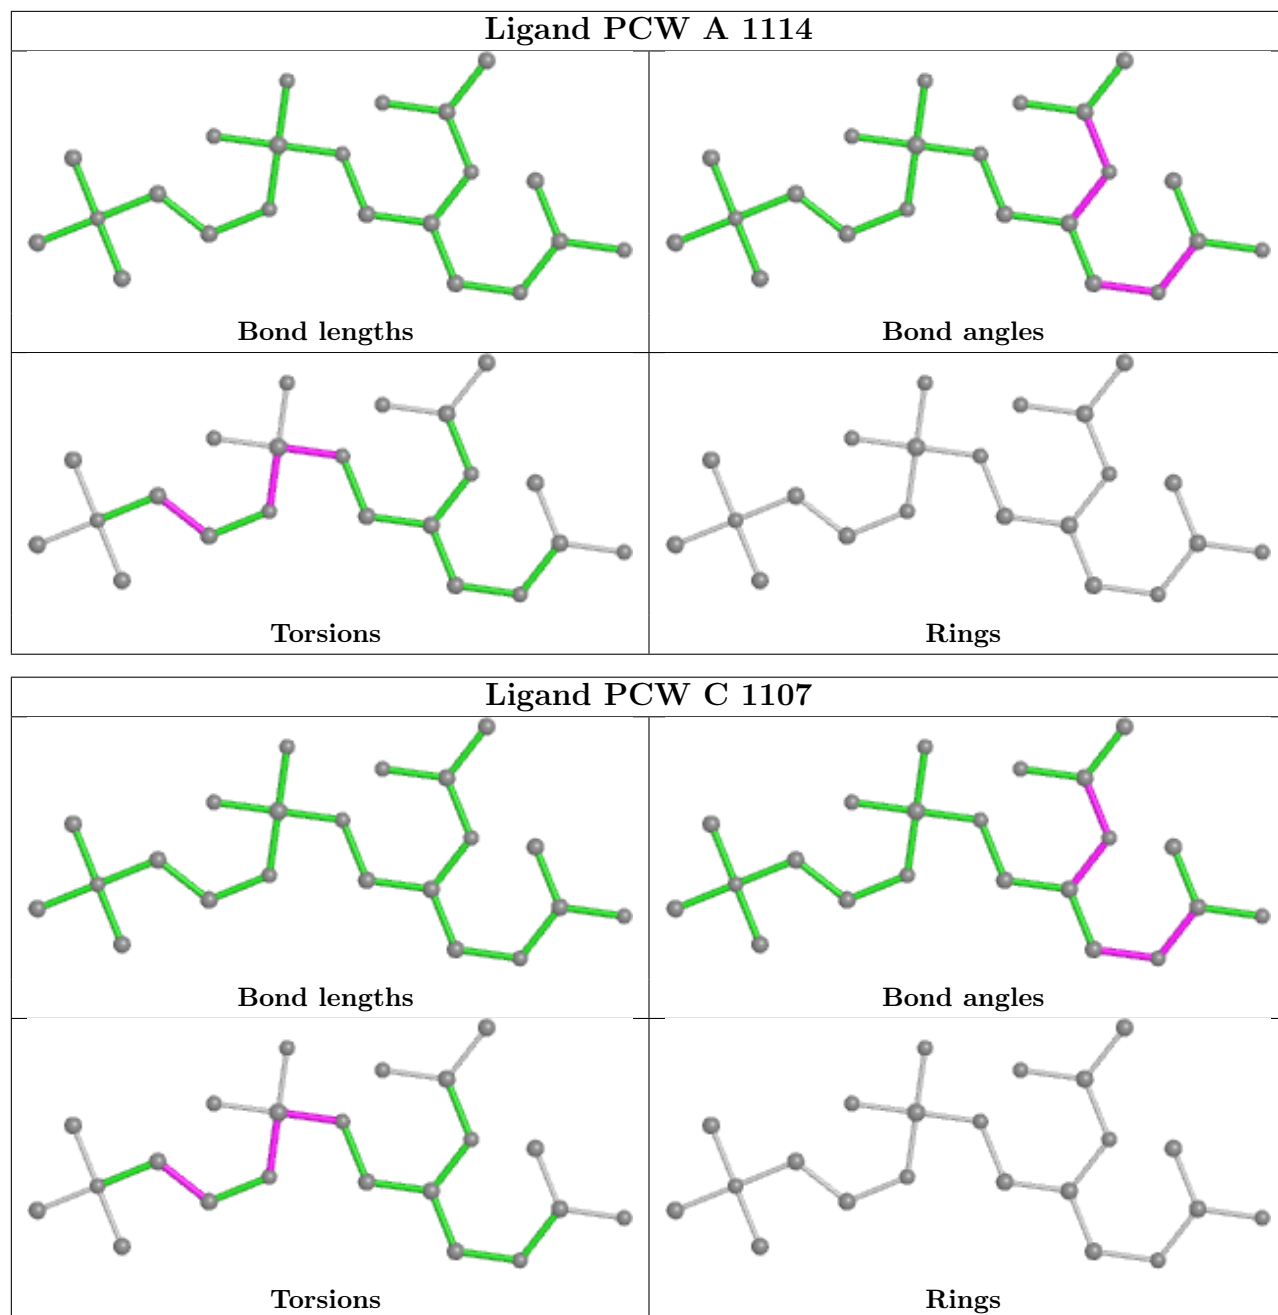 Ligand PCW A 1114
Bond lengths
Bond angles
Torsions
Rings
Ligand PCW C 1107
Bond lengths
Bond angles
Torsions
Rings